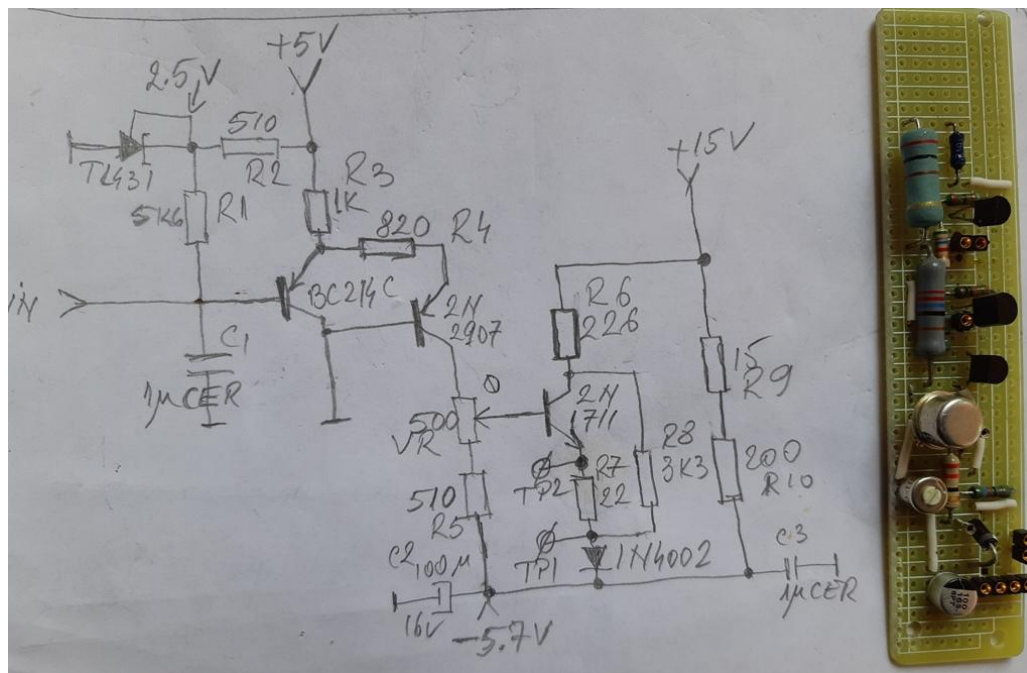 +5V
2.5V
510
R2
TL431
5K6
R1
R3
1K
820
R4
+15V
iN
BC214C
2N
2907
R6
226
C1
1µCER
15
R9
500
VR
2N
1711
R8
3K3
200
R10
TP2
R7
22
510
R5
C2
100µ
TP1
1N4002
C3
16V
1µCER
-5.7V
100